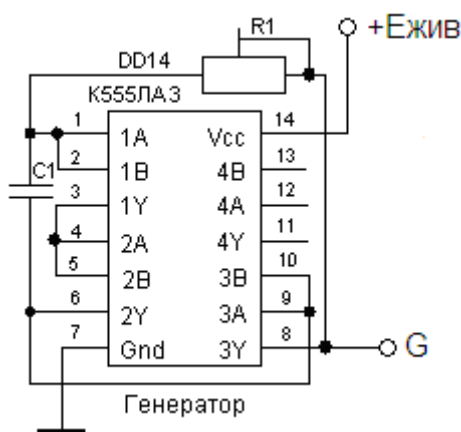 R1
+Eжив
DD14
К555ЛА3
1 1A Vcc 14
2 1B 4B 13
C1
3 1Y 4A 12
4 2A 4Y 11
5 2B 3B 10
6 2Y 3A 9
7 Gnd 3Y 8
G
Генератор